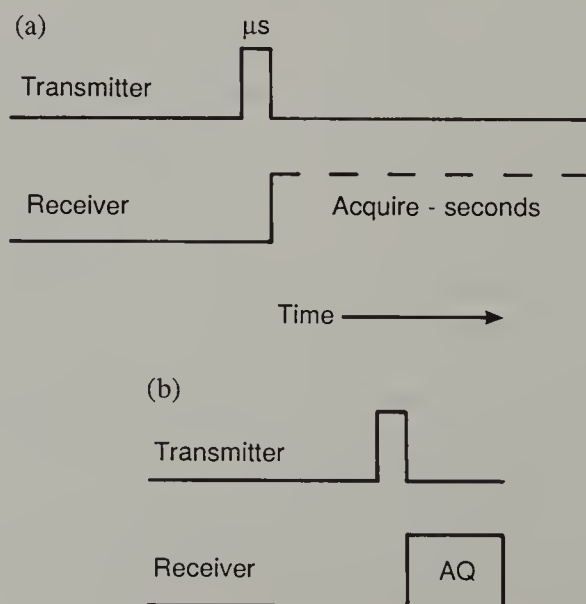 (a)
μs
Transmitter
Receiver
Acquire - seconds
Time
(b)
Transmitter
Receiver
AQ